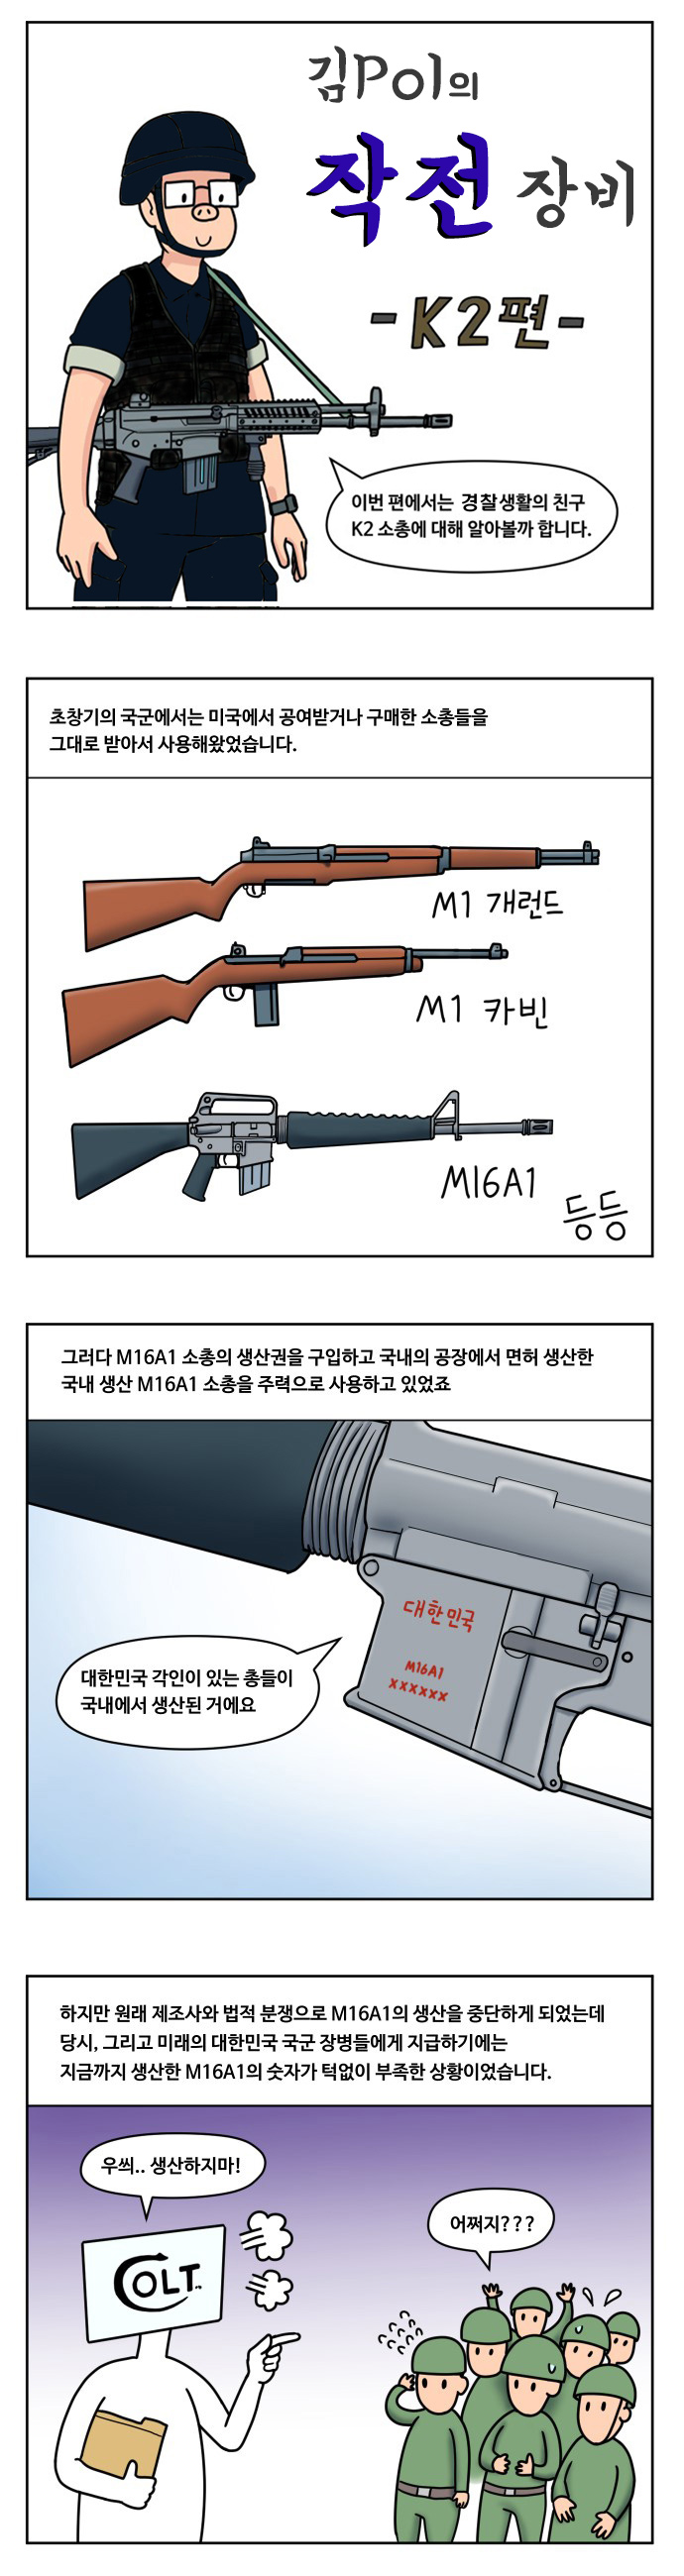 김Pol의
작전 장비
-K2편-
이번 편에서는 경찰생활의 친구
K2 소총에 대해 알아볼까 합니다.
초창기의 국군에서는 미국에서 공여받거나 구매한 소총들을
그대로 받아서 사용해왔었습니다.
M1 개런드
M1 카빈
M16A1
등등
그러다 M16A1 소총의 생산권을 구입하고 국내의 공장에서 면허 생산한
국내 생산 M16A1 소총을 주력으로 사용하고 있었죠
대한민국
M16A1
XXXXXX
대한민국 각인이 있는 총들이
국내에서 생산된 거에요
하지만 원래 제조사와 법적 분쟁으로 M16A1의 생산을 중단하게 되었는데
당시, 그리고 미래의 대한민국 국군 장병들에게 지급하기에는
지금까지 생산한 M16A1의 숫자가 턱없이 부족한 상황이었습니다.
우씌.. 생산하지마!
어쩌지???
COLT